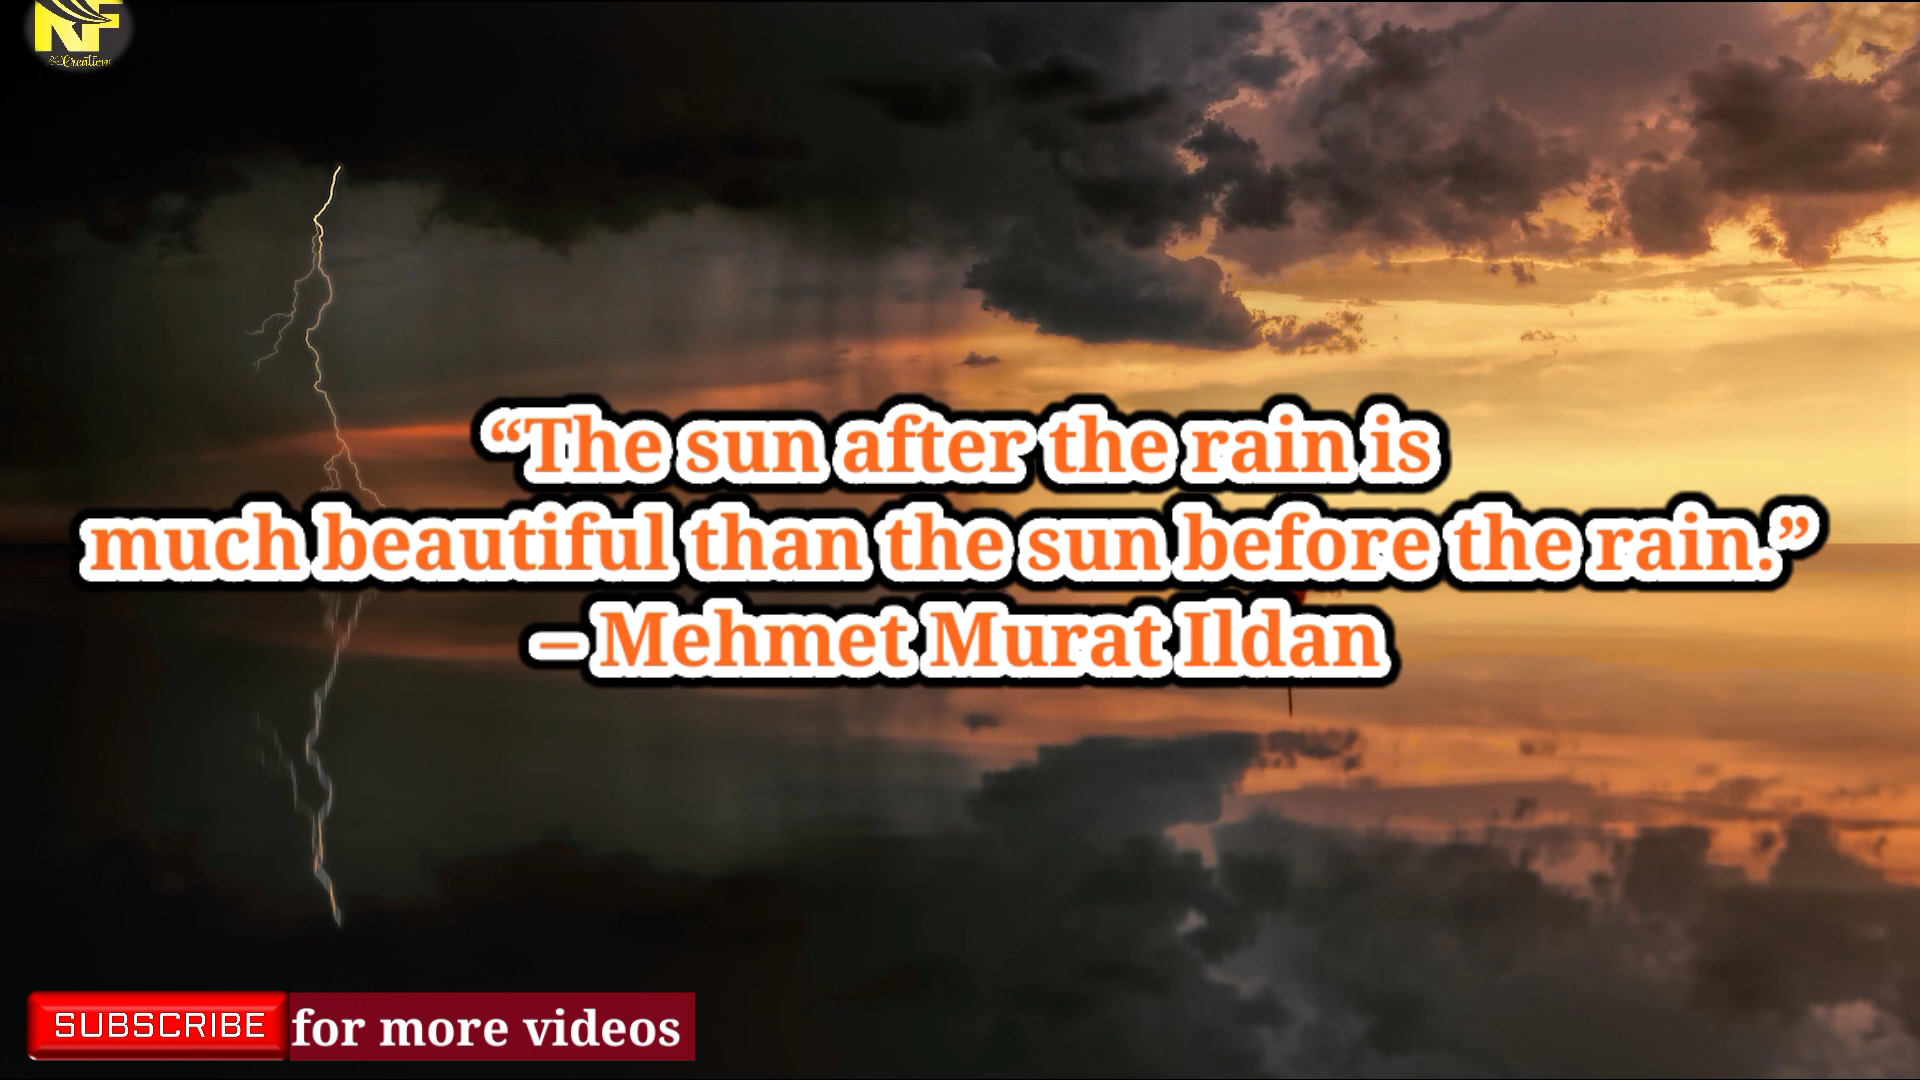 NF
Creation
“The sun after the rain is
much beautiful than the sun before the rain.”
– Mehmet Murat Ildan
SUBSCRIBE for more videos